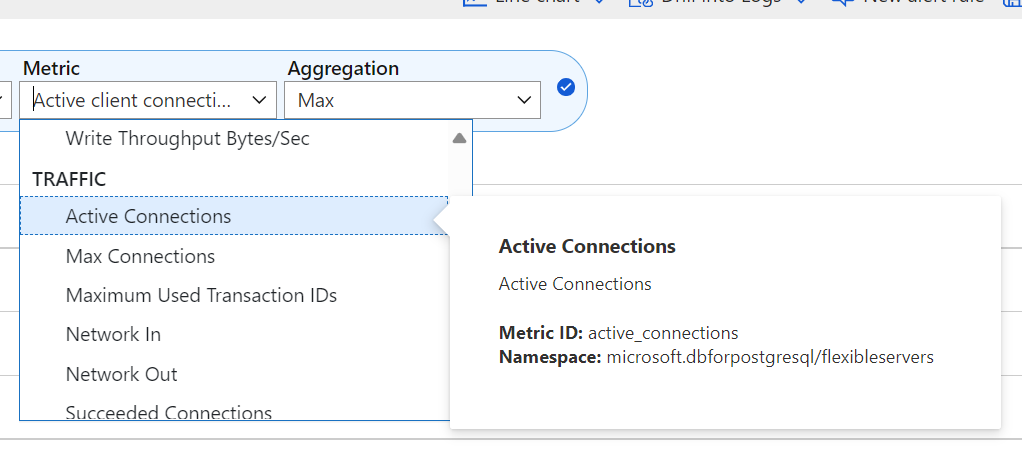 Line chart
Drill into Logs
New alert rule
Metric
Aggregation
Active client connecti...
Max
Write Throughput Bytes/Sec
TRAFFIC
Active Connections
Max Connections
Maximum Used Transaction IDs
Network In
Network Out
Succeeded Connections
Active Connections
Active Connections
Metric ID: active_connections
Namespace: microsoft.dbforpostgresql/flexibleservers